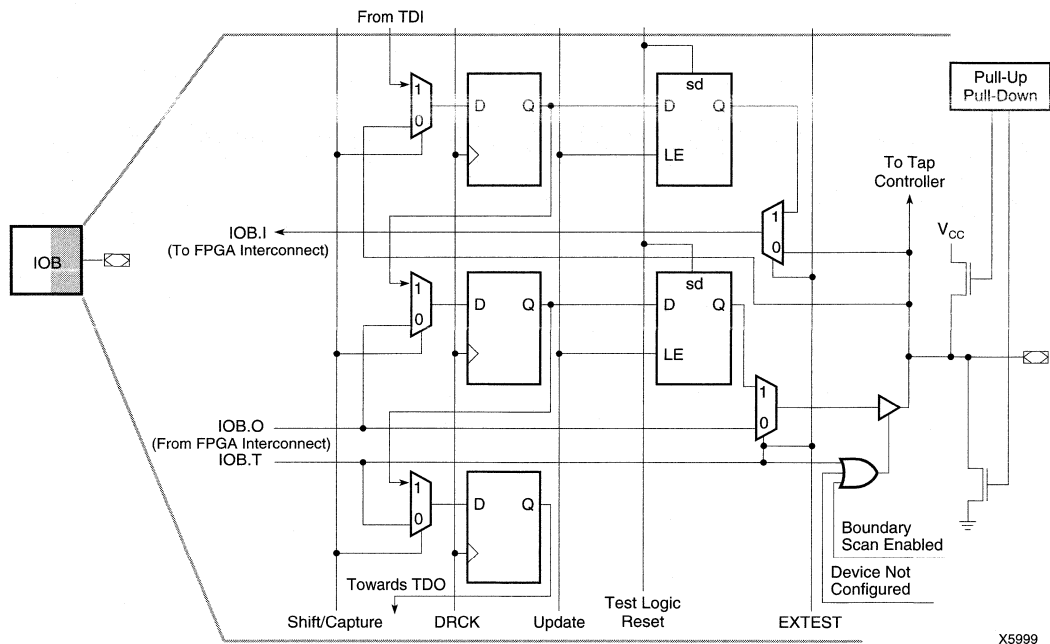 From TDI
1
0
D
Q
sd
D
Q
LE
Pull-Up
Pull-Down
To Tap
Controller
IOB.I
(To FPGA Interconnect)
1
0
VCC
IOB
1
0
D
Q
sd
D
Q
LE
IOB.O
(From FPGA Interconnect)
1
0
IOB.T
1
0
D
Q
Boundary
Scan Enabled
Device Not
Configured
Towards TDO
Shift/Capture
DRCK
Update
Test Logic
Reset
EXTEST
X5999